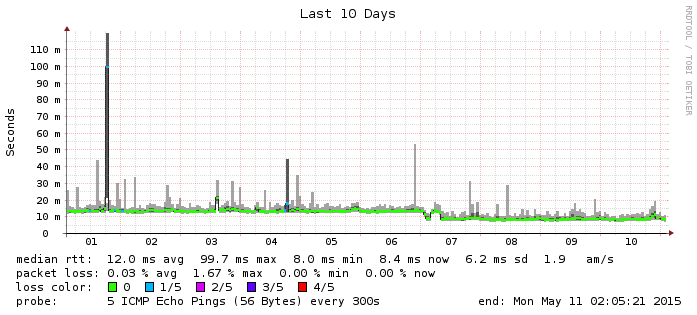 Last 10 Days
RRDTOOL / TOBI OETIKER
Seconds
110 m
100 m
90 m
80 m
70 m
60 m
50 m
40 m
30 m
20 m
10 m
0
01 02 03 04 05 06 07 08 09 10
median rtt: 12.0 ms avg 99.7 ms max 8.0 ms min 8.4 ms now 6.2 ms sd 1.9 am/s
packet loss: 0.03 % avg 1.67 % max 0.00 % min 0.00 % now
loss color: 0 1/5 2/5 3/5 4/5
probe: 5 ICMP Echo Pings (56 Bytes) every 300s end: Mon May 11 02:05:21 2015